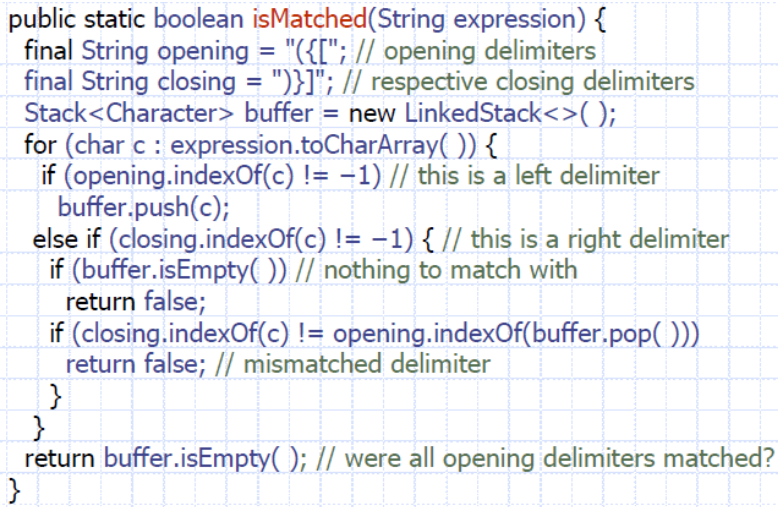 public static boolean isMatched(String expression) {
final String opening = "({["; // opening delimiters
final String closing = ")}]"; // respective closing delimiters
Stack<Character> buffer = new LinkedStack<>( );
for (char c : expression.toCharArray( )) {
if (opening.indexOf(c) != −1) // this is a left delimiter
buffer.push(c);
else if (closing.indexOf(c) != −1) { // this is a right delimiter
if (buffer.isEmpty( )) // nothing to match with
return false;
if (closing.indexOf(c) != opening.indexOf(buffer.pop( )))
return false; // mismatched delimiter
}
}
return buffer.isEmpty( ); // were all opening delimiters matched?
}